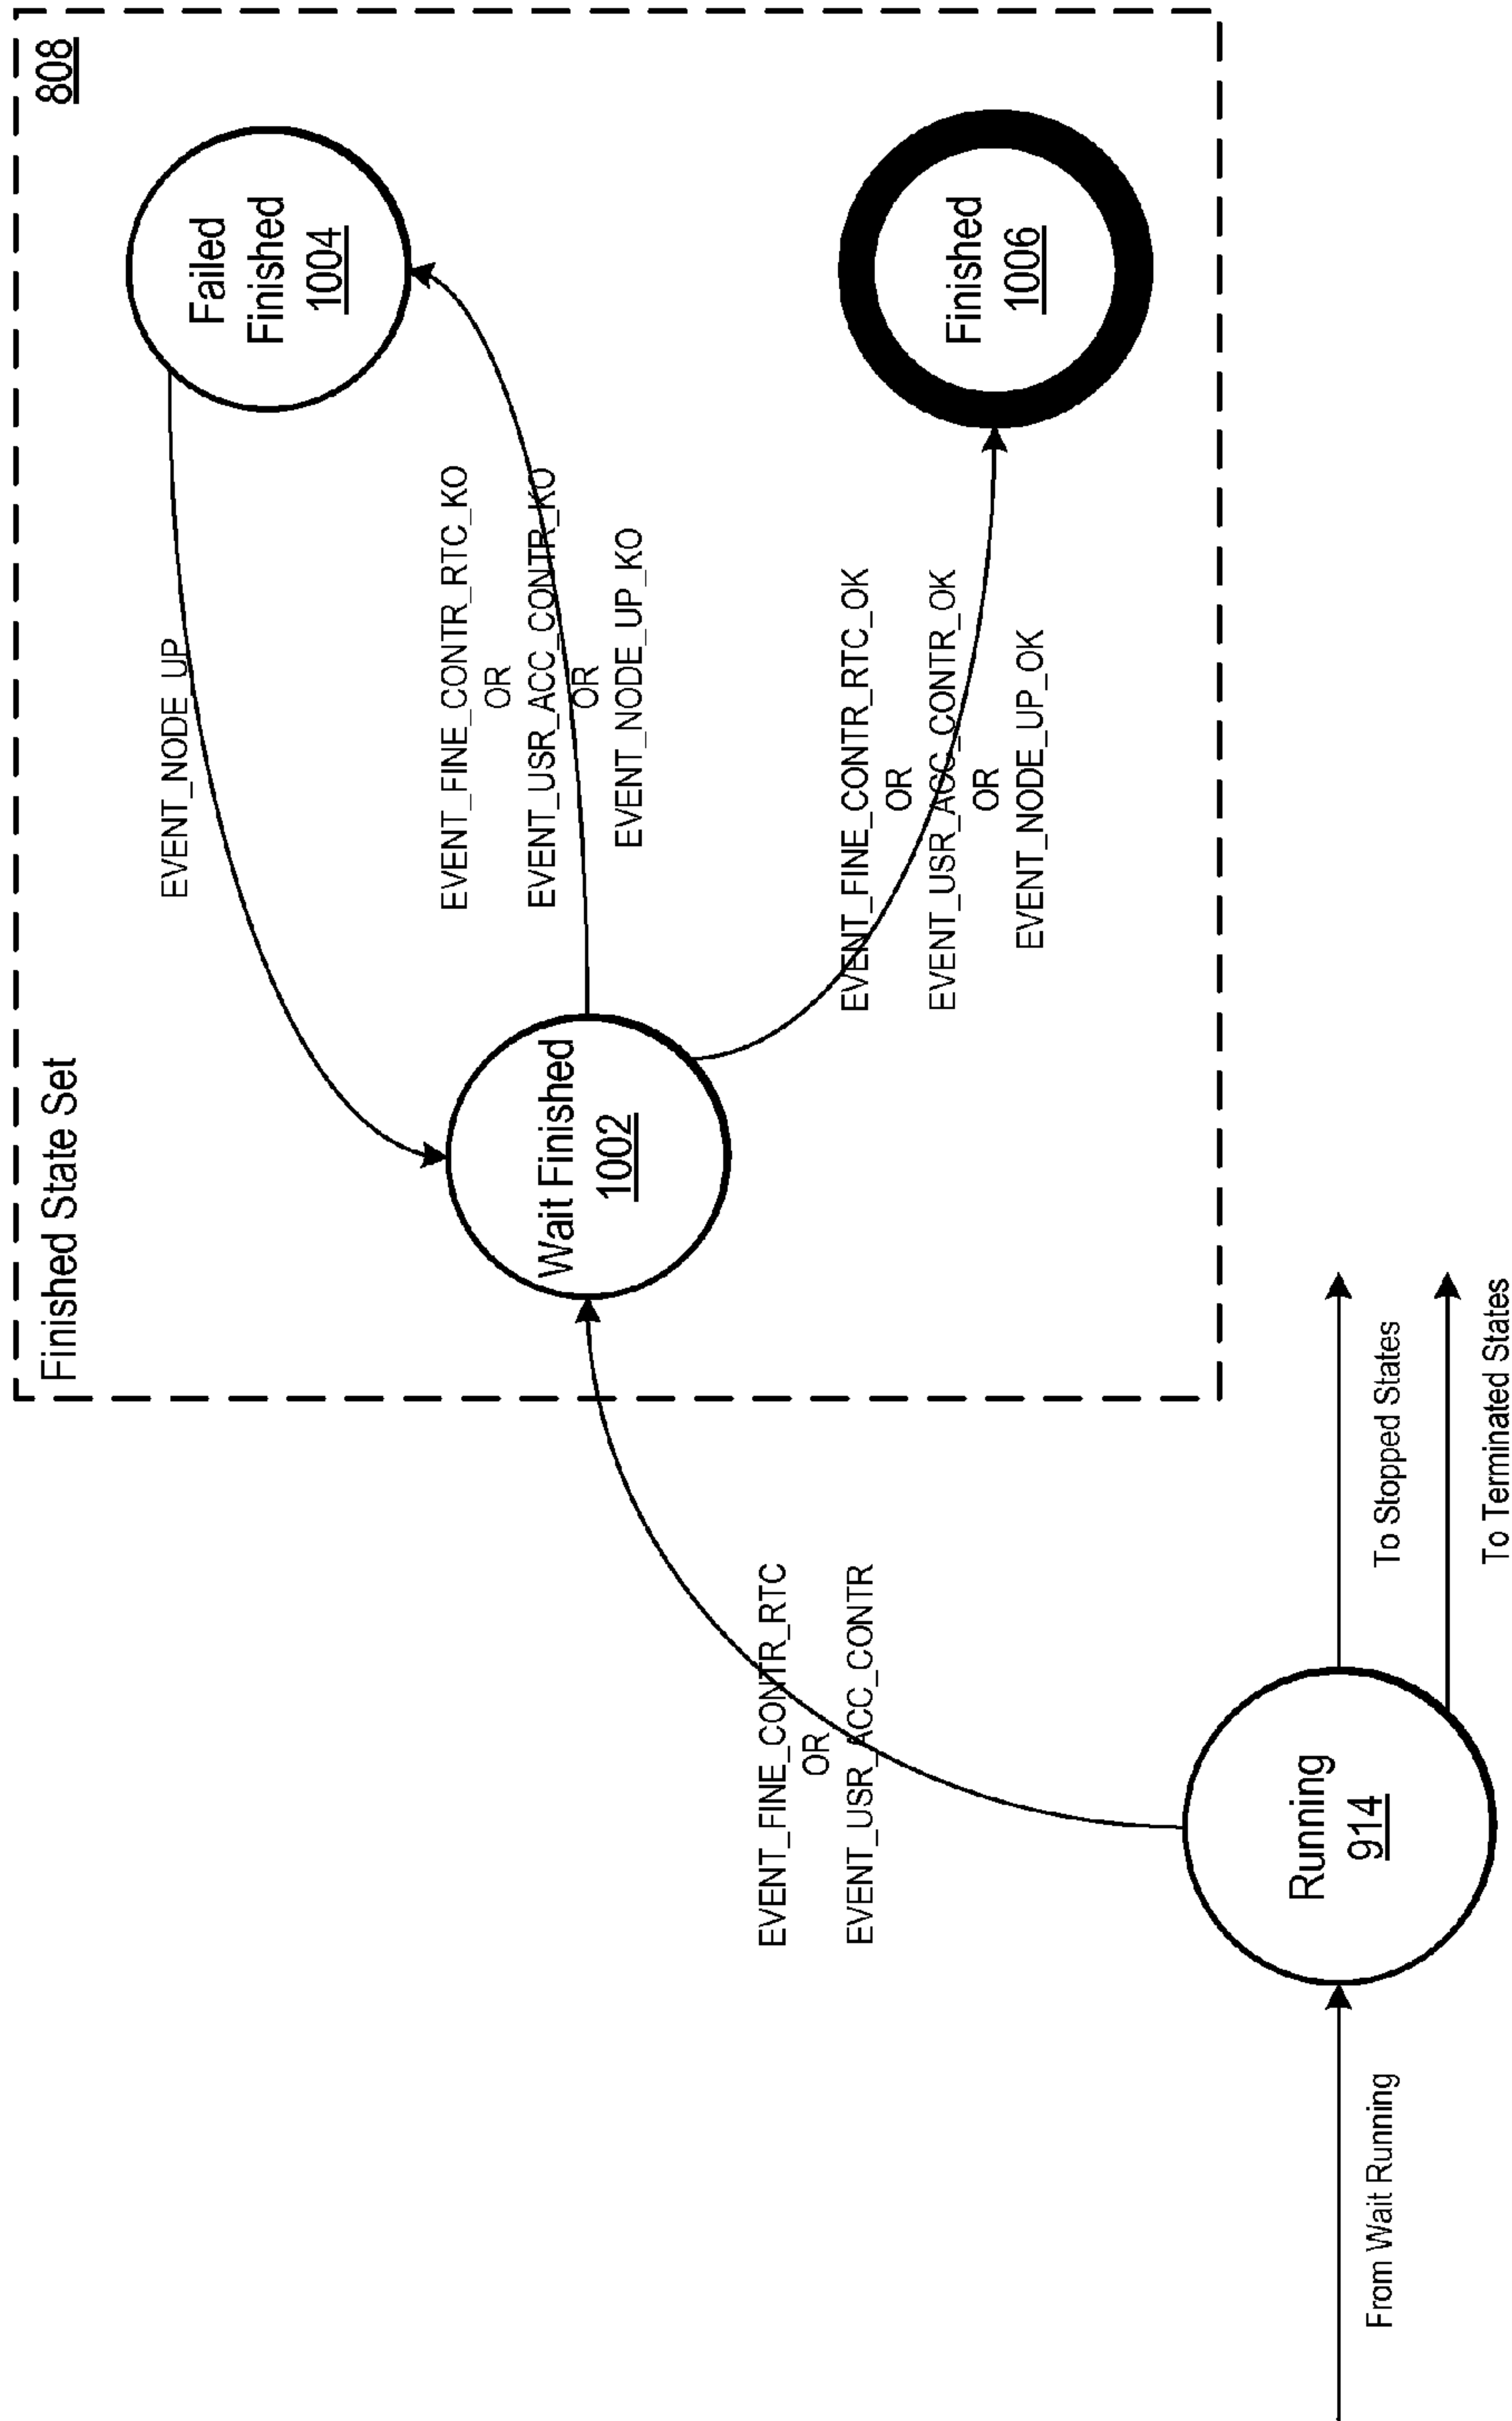 Finished State Set
808
Failed
Finished
1004
EVENT_NODE_UP
EVENT_FINE_CONTR_RTC_KO
OR
EVENT_USR_ACC_CONTR_KO
OR
EVENT_NODE_UP_KO
Wait Finished
1002
EVENT_FINE_CONTR_RTC_OK
OR
EVENT_USR_ACC_CONTR_OK
OR
EVENT_NODE_UP_OK
Finished
1006
EVENT_FINE_CONTR_RTC
OR
EVENT_USR_ACC_CONTR
Running
914
From Wait Running
To Stopped States
To Terminated States